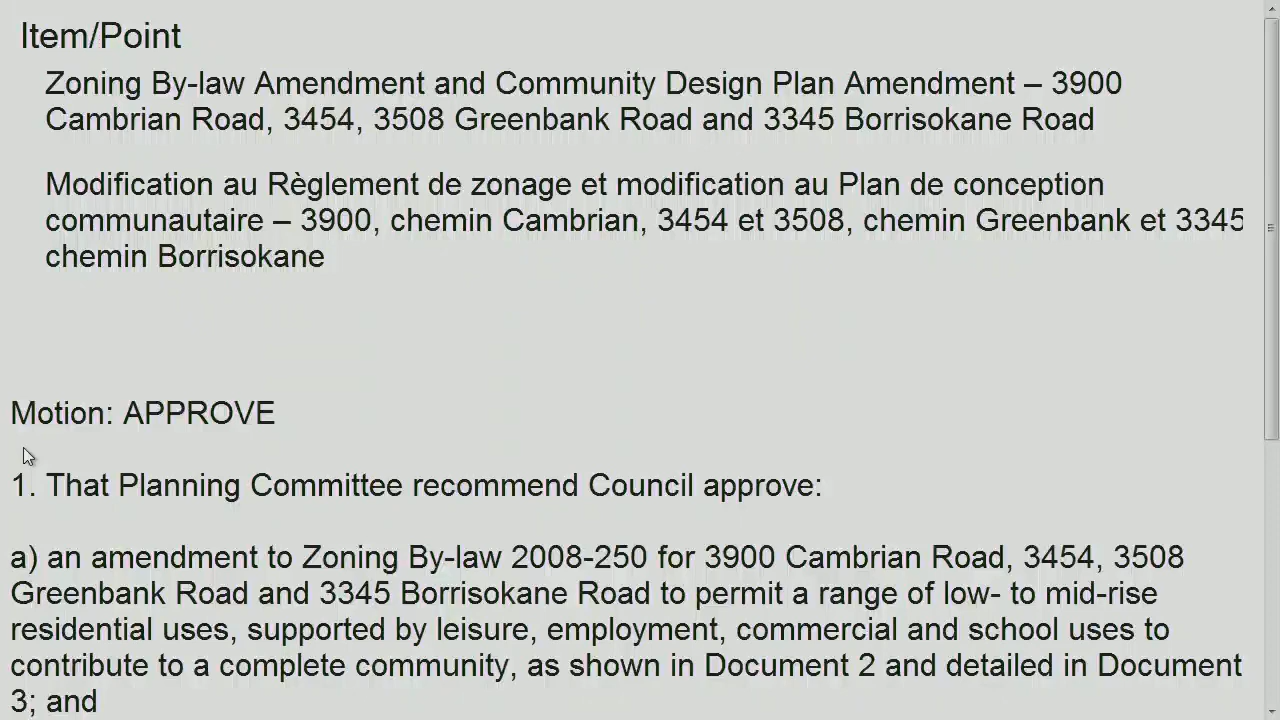 Item/Point
Zoning By-law Amendment and Community Design Plan Amendment – 3900
Cambrian Road, 3454, 3508 Greenbank Road and 3345 Borrisokane Road
Modification au Règlement de zonage et modification au Plan de conception
communautaire – 3900, chemin Cambrian, 3454 et 3508, chemin Greenbank et 3345
chemin Borrisokane
Motion: APPROVE
1. That Planning Committee recommend Council approve:
a) an amendment to Zoning By-law 2008-250 for 3900 Cambrian Road, 3454, 3508
Greenbank Road and 3345 Borrisokane Road to permit a range of low- to mid-rise
residential uses, supported by leisure, employment, commercial and school uses to
contribute to a complete community, as shown in Document 2 and detailed in Document
3; and